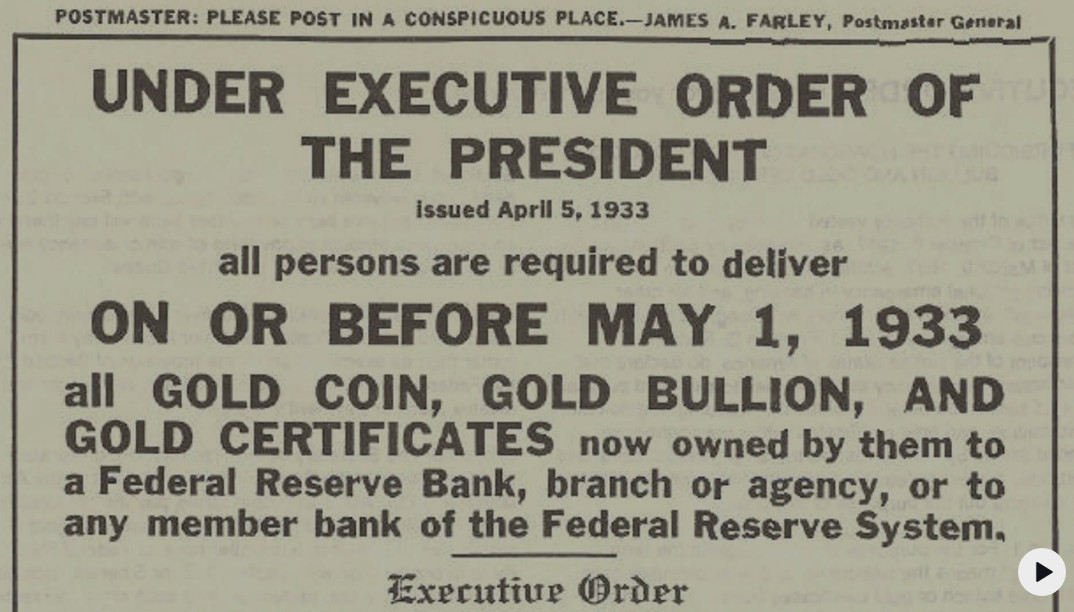 POSTMASTER: PLEASE POST IN A CONSPICUOUS PLACE.—JAMES A. FARLEY, Postmaster General
UNDER EXECUTIVE ORDER OF
THE PRESIDENT
issued April 5, 1933
all persons are required to deliver
ON OR BEFORE MAY 1, 1933
all GOLD COIN, GOLD BULLION, AND
GOLD CERTIFICATES now owned by them to
a Federal Reserve Bank, branch or agency, or to
any member bank of the Federal Reserve System.
Executive Order